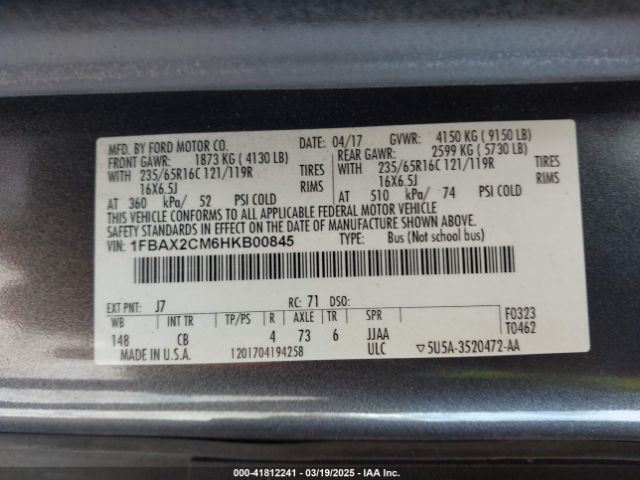 MFD. BY FORD MOTOR CO. DATE: 04/17 GVWR: 4150 KG ( 9150 LB)
FRONT GAWR: 1873 KG ( 4130 LB) REAR GAWR: 2599 KG ( 5730 LB)
WITH 235/65R16C 121/119R TIRES WITH 235/65R16C 121/119R TIRES
16X6.5J RIMS 16X6.5J RIMS
AT 360 kPa/ 52 PSI COLD AT 510 kPa/ 74 PSI COLD
THIS VEHICLE CONFORMS TO ALL APPLICABLE FEDERAL MOTOR VEHICLE
SAFETY STANDARDS IN EFFECT ON THE DATE OF MANUFACTURE SHOWN ABOVE.
VIN: 1FBAX2CM6HKB00845 TYPE: Bus (Not school bus)
EXT PNT: J7 RC: 71 DSO:
WB INT TR TP/PS R AXLE TR SPR F0323
T0462
148 CB 4 73 6 JJAA
MADE IN U.S.A. 1201704194258 ULC ▽5U5A-3520472-AA
000-41812241 - 03/19/2025 - IAA Inc.